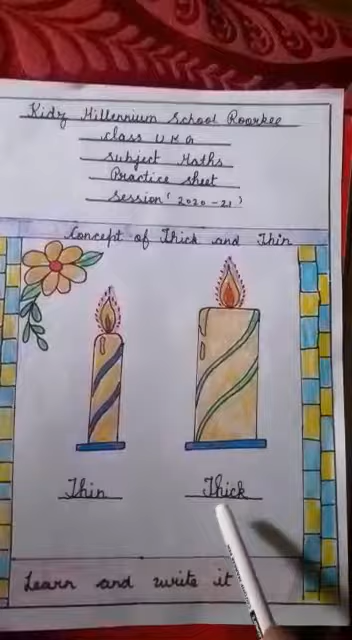 Kidz Millennium School Roorkee
Class U K G
Subject Maths
Practice sheet
Session (2020-21)
Concept of Thick and Thin
Thin
Thick
Learn and write it